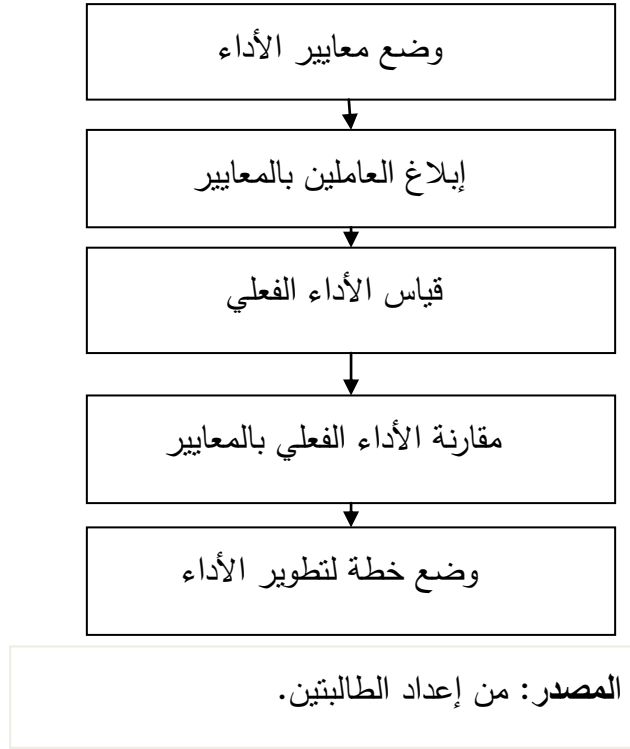 وضع معايير الأداء
إبلاغ العاملين بالمعايير
قياس الأداء الفعلي
مقارنة الأداء الفعلي بالمعايير
وضع خطة لتطوير الأداء
المصدر: من إعداد الطالبتين.